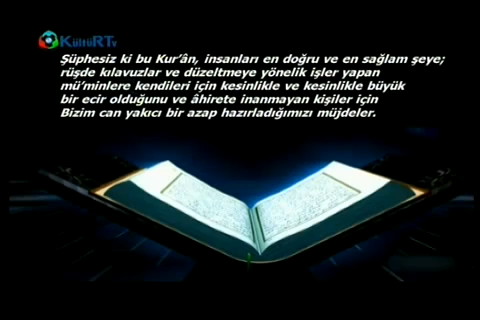 KültüRTv
Şüphesiz ki bu Kur’ân, insanları en doğru ve en sağlam şeye;
rüşde kılavuzlar ve düzeltmeye yönelik işler yapan
mü’minlere kendileri için kesinlikle ve kesinlikle büyük
bir ecir olduğunu ve âhirete inanmayan kişiler için
Bizim can yakıcı bir azap hazırladığımızı müjdeler.